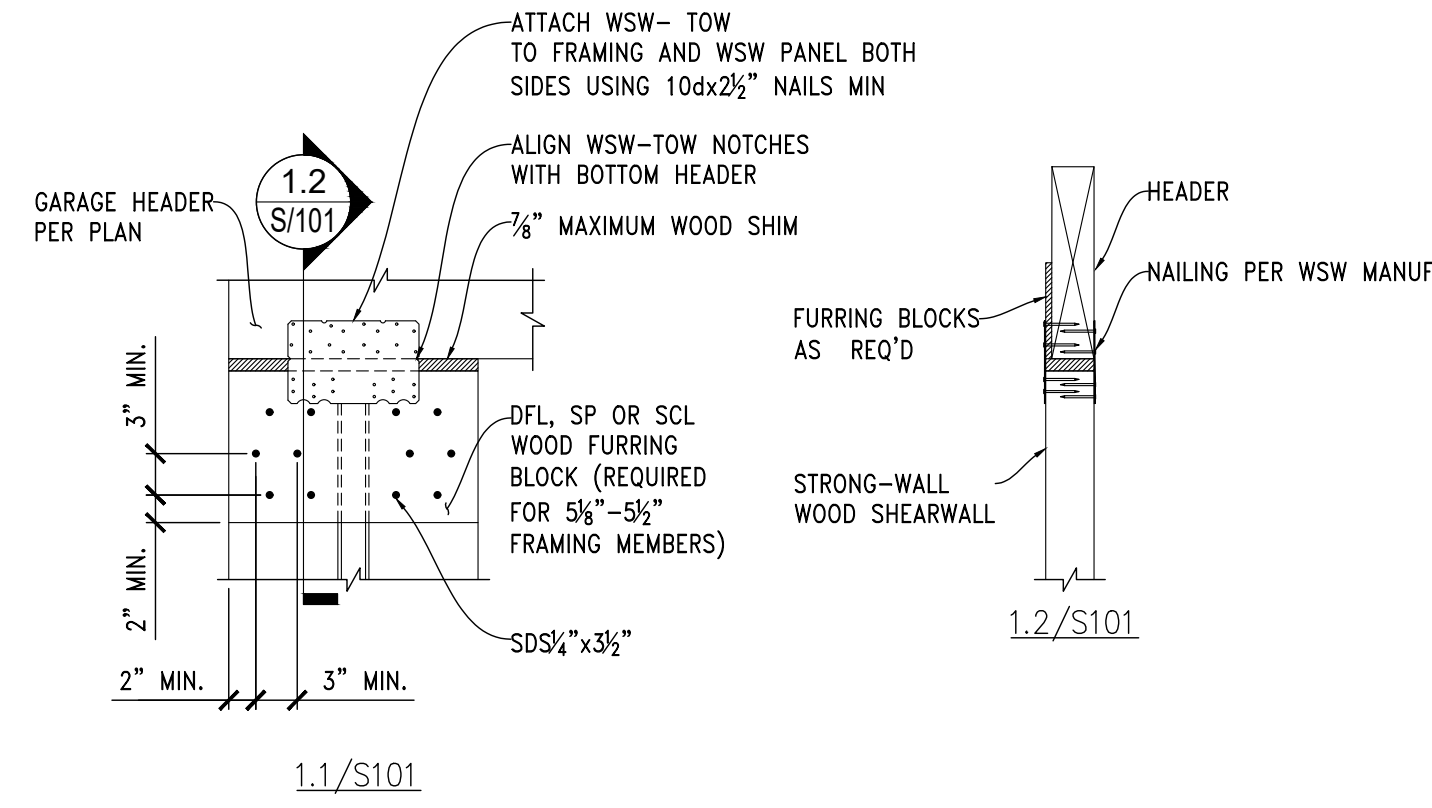 ATTACH WSW- TOW
TO FRAMING AND WSW PANEL BOTH
SIDES USING 10dx2½" NAILS MIN
ALIGN WSW-TOW NOTCHES
WITH BOTTOM HEADER
⅞" MAXIMUM WOOD SHIM
1.2
S/101
GARAGE HEADER
PER PLAN
3" MIN.
2" MIN.
DFL, SP OR SCL
WOOD FURRING
BLOCK (REQUIRED
FOR 5⅛"-5½"
FRAMING MEMBERS)
SDS¼"x3½"
2" MIN.
3" MIN.
1.1/S101
HEADER
NAILING PER WSW MANUF
FURRING BLOCKS
AS REQ'D
STRONG-WALL
WOOD SHEARWALL
1.2/S101